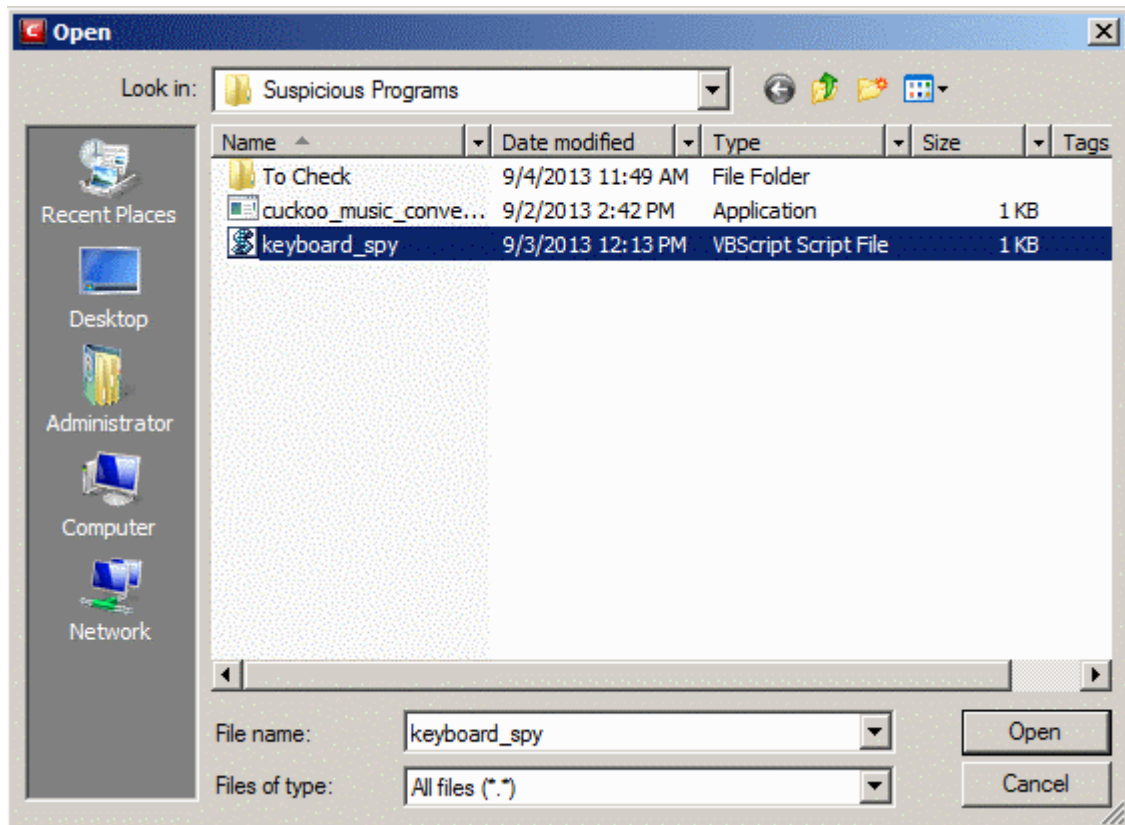 Open
Look in: Suspicious Programs
Name Date modified Type Size Tags
To Check 9/4/2013 11:49 AM File Folder
cuckoo_music_conve... 9/2/2013 2:42 PM Application 1 KB
keyboard_spy 9/3/2013 12:13 PM VBScript Script File 1 KB
Recent Places
Desktop
Administrator
Computer
Network
File name: keyboard_spy Open
Files of type: All files (*.*) Cancel